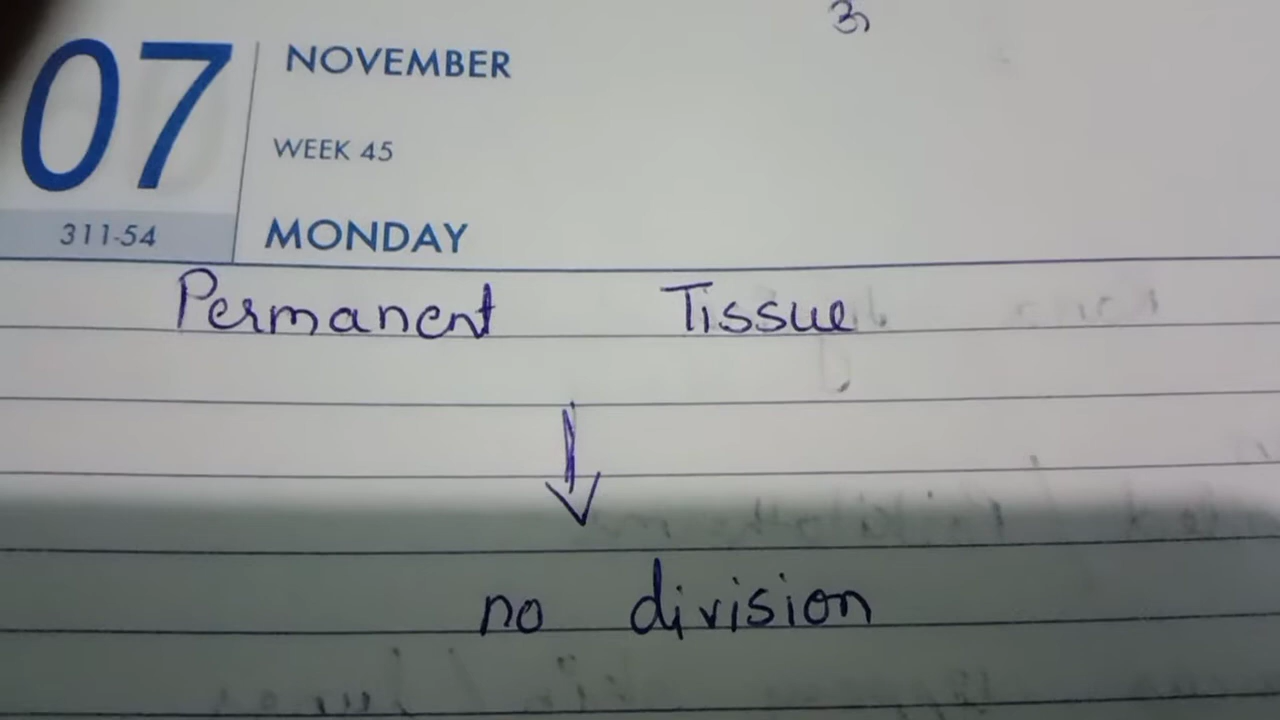 07
NOVEMBER
WEEK 45
311-54
MONDAY
Permanent Tissue
no division